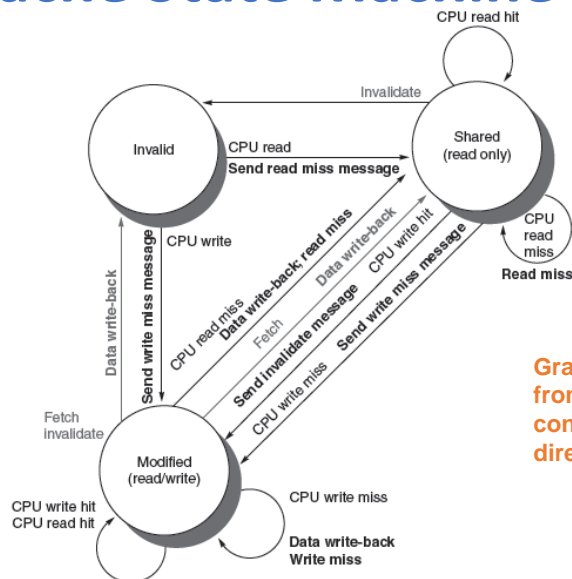 CPU read hit
Invalidate
Invalid
Shared
(read only)
CPU read
Send read miss message
CPU write
Send write miss message
Data write-back
Fetch
invalidate
CPU read miss
Data write-back; read miss
Fetch
Data write-back
CPU write hit
Send invalidate message
CPU write miss
Send write miss message
CPU
read
miss
Read miss
Modified
(read/write)
CPU write hit
CPU read hit
CPU write miss
Data write-back
Write miss
Gra
from
con
dire